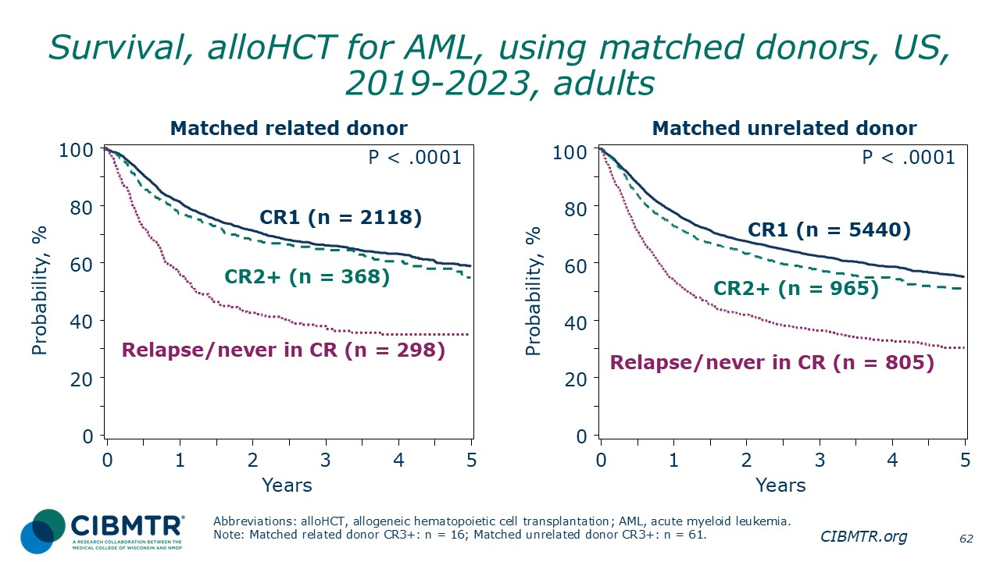 Survival, alloHCT for AML, using matched donors, US,
2019-2023, adults
Matched related donor
100
80
60
40
20
0
Probability, %
P < .0001
CR1 (n = 2118)
CR2+ (n = 368)
Relapse/never in CR (n = 298)
0 1 2 3 4 5
Years
Matched unrelated donor
100
80
60
40
20
0
Probability, %
P < .0001
CR1 (n = 5440)
CR2+ (n = 965)
Relapse/never in CR (n = 805)
0 1 2 3 4 5
Years
CIBMTR®
A RESEARCH COLLABORATION BETWEEN THE
MEDICAL COLLEGE OF WISCONSIN AND NMDP
Abbreviations: alloHCT, allogeneic hematopoietic cell transplantation; AML, acute myeloid leukemia.
Note: Matched related donor CR3+: n = 16; Matched unrelated donor CR3+: n = 61.
CIBMTR.org
62